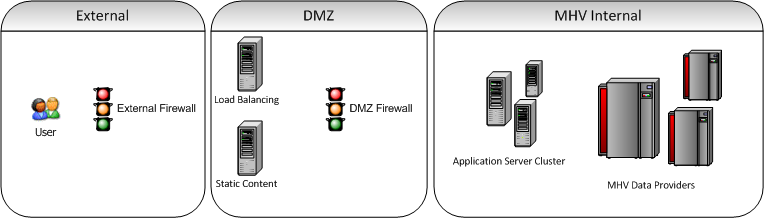 External
DMZ
MHV Internal
User
External Firewall
Load Balancing
Static Content
DMZ Firewall
Application Server Cluster
MHV Data Providers